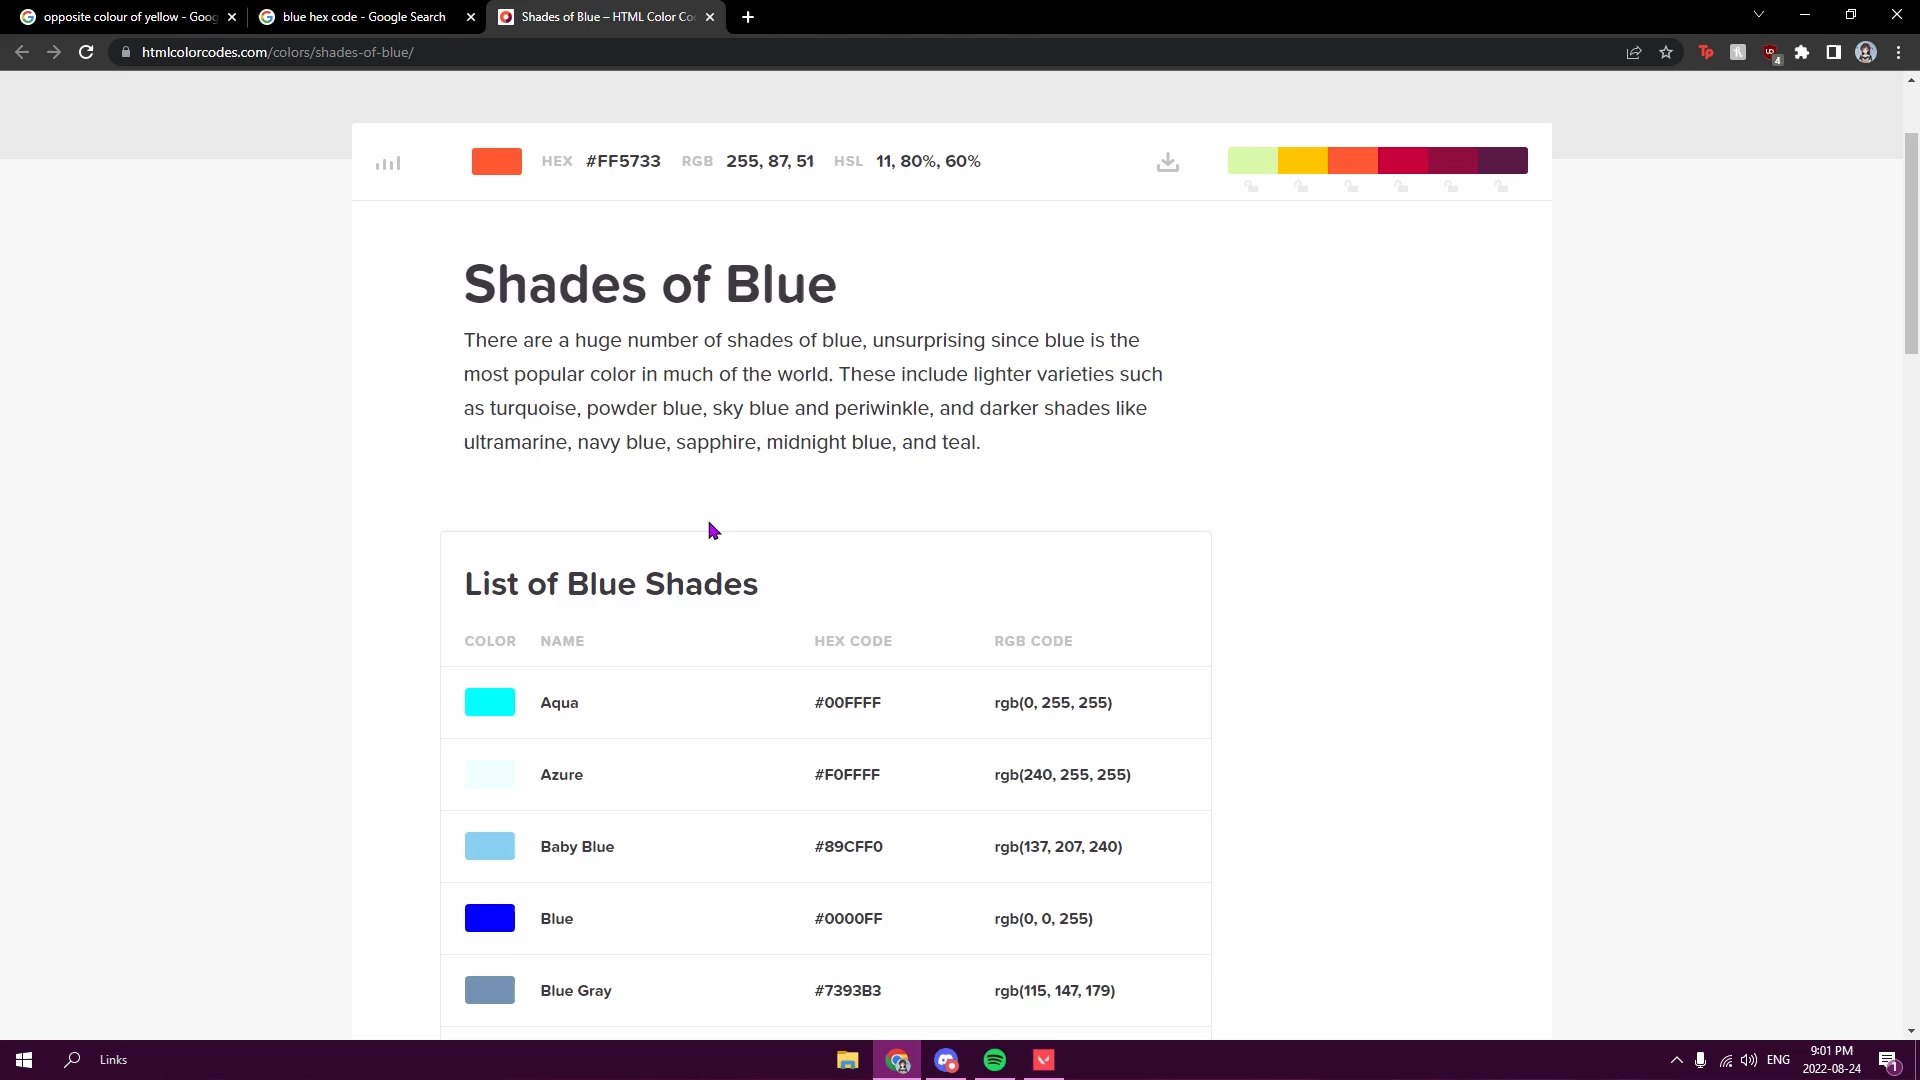 opposite colour of yellow - Goog
blue hex code - Google Search
Shades of Blue – HTML Color Co
htmlcolorcodes.com/colors/shades-of-blue/
Tp
UD
4
HEX #FF5733 RGB 255, 87, 51 HSL 11, 80%, 60%
Shades of Blue
There are a huge number of shades of blue, unsurprising since blue is the
most popular color in much of the world. These include lighter varieties such
as turquoise, powder blue, sky blue and periwinkle, and darker shades like
ultramarine, navy blue, sapphire, midnight blue, and teal.
List of Blue Shades
COLOR NAME HEX CODE RGB CODE
Aqua #00FFFF rgb(0, 255, 255)
Azure #F0FFFF rgb(240, 255, 255)
Baby Blue #89CFF0 rgb(137, 207, 240)
Blue #0000FF rgb(0, 0, 255)
Blue Gray #7393B3 rgb(115, 147, 179)
Links
ENG
9:01 PM
2022-08-24
1